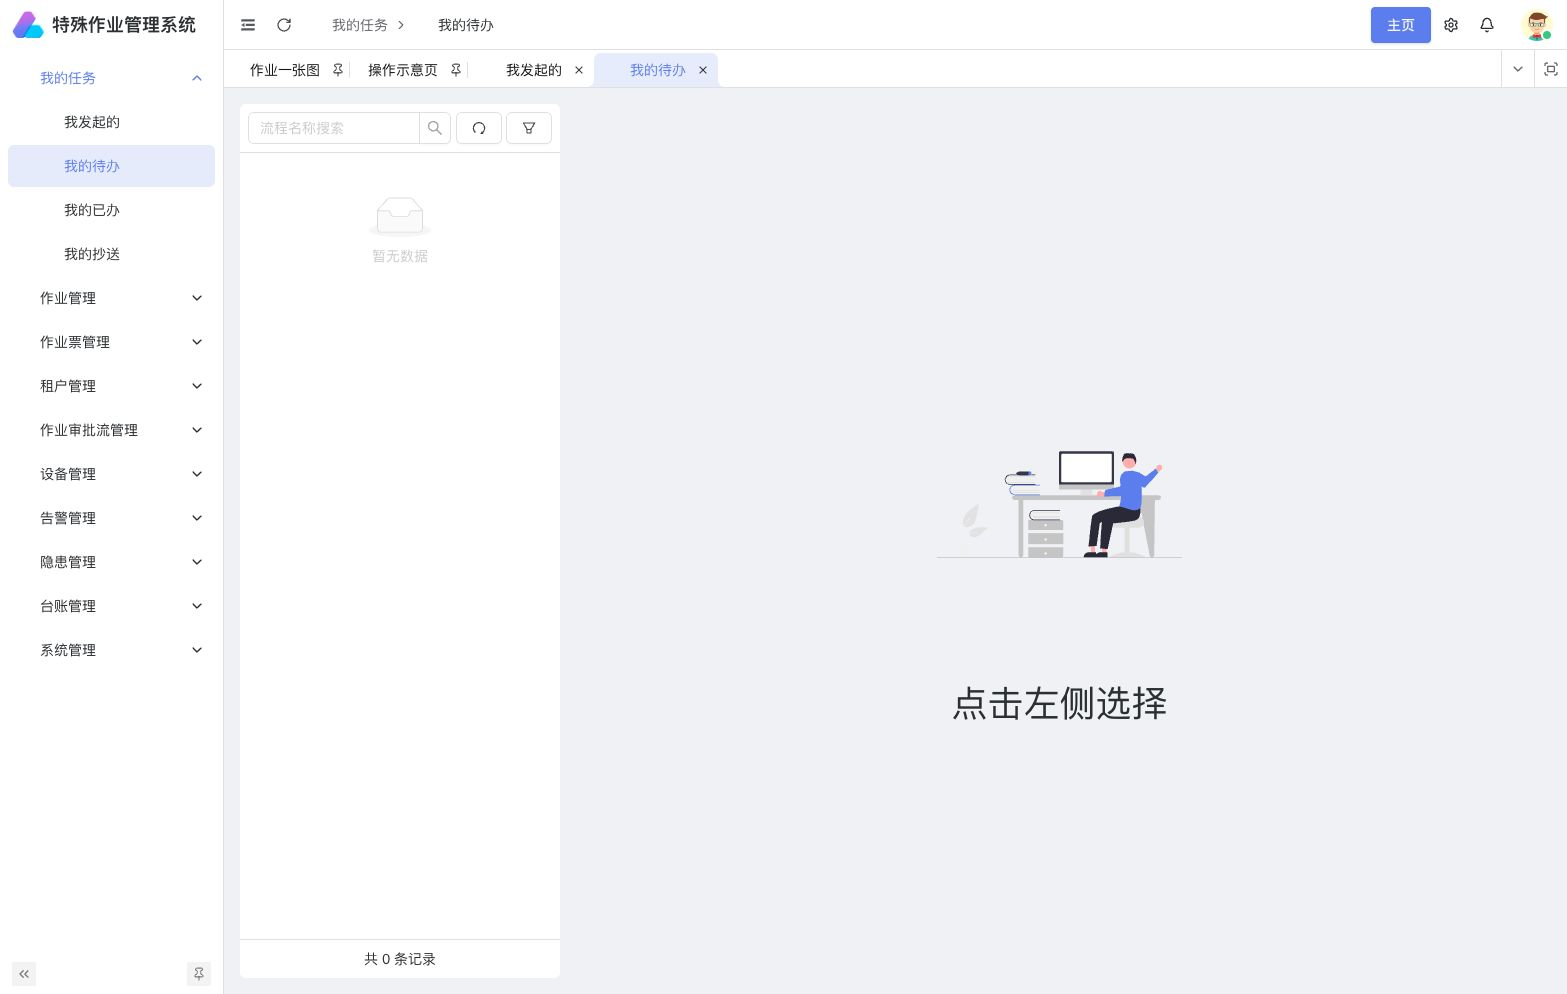 特殊作业管理系统
我的任务
我发起的
我的待办
我的已办
我的抄送
作业管理
作业票管理
租户管理
作业审批流管理
设备管理
告警管理
隐患管理
台账管理
系统管理
我的任务 我的待办
主页
作业一张图 操作示意页 我发起的 我的待办
流程名称搜索
暂无数据
共 0 条记录
点击左侧选择